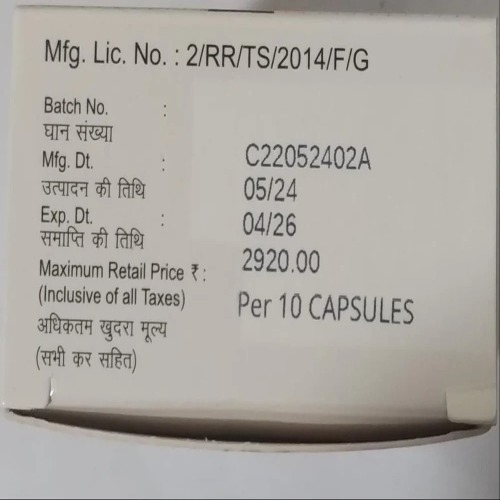 Mfg. Lic. No. : 2/RR/TS/2014/F/G
Batch No. :
घान संख्या
C22052402A
Mfg. Dt. :
उत्पादन की तिथि
05/24
Exp. Dt. :
समाप्ति की तिथि
04/26
Maximum Retail Price ₹ :
2920.00
(Inclusive of all Taxes)
Per 10 CAPSULES
अधिकतम खुदरा मूल्य
(सभी कर सहित)